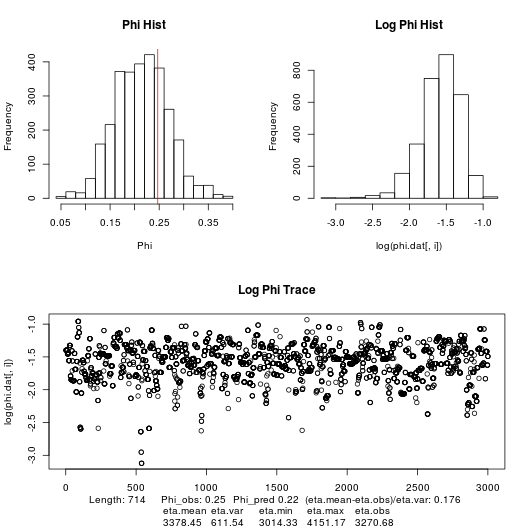 Phi Hist
Log Phi Hist
Frequency
0
100
200
300
400
0.05
0.15
0.25
0.35
Phi
Frequency
0
200
400
600
800
-3.0
-2.5
-2.0
-1.5
-1.0
log(phi.dat[, i])
Log Phi Trace
log(phi.dat[, i])
-3.0
-2.5
-2.0
-1.5
-1.0
0
500
1000
1500
2000
2500
3000
Length: 714 Phi_obs: 0.25 Phi_pred 0.22 (eta.mean-eta.obs)/eta.var: 0.176
eta.mean eta.var eta.min eta.max eta.obs
3378.45 611.54 3014.33 4151.17 3270.68